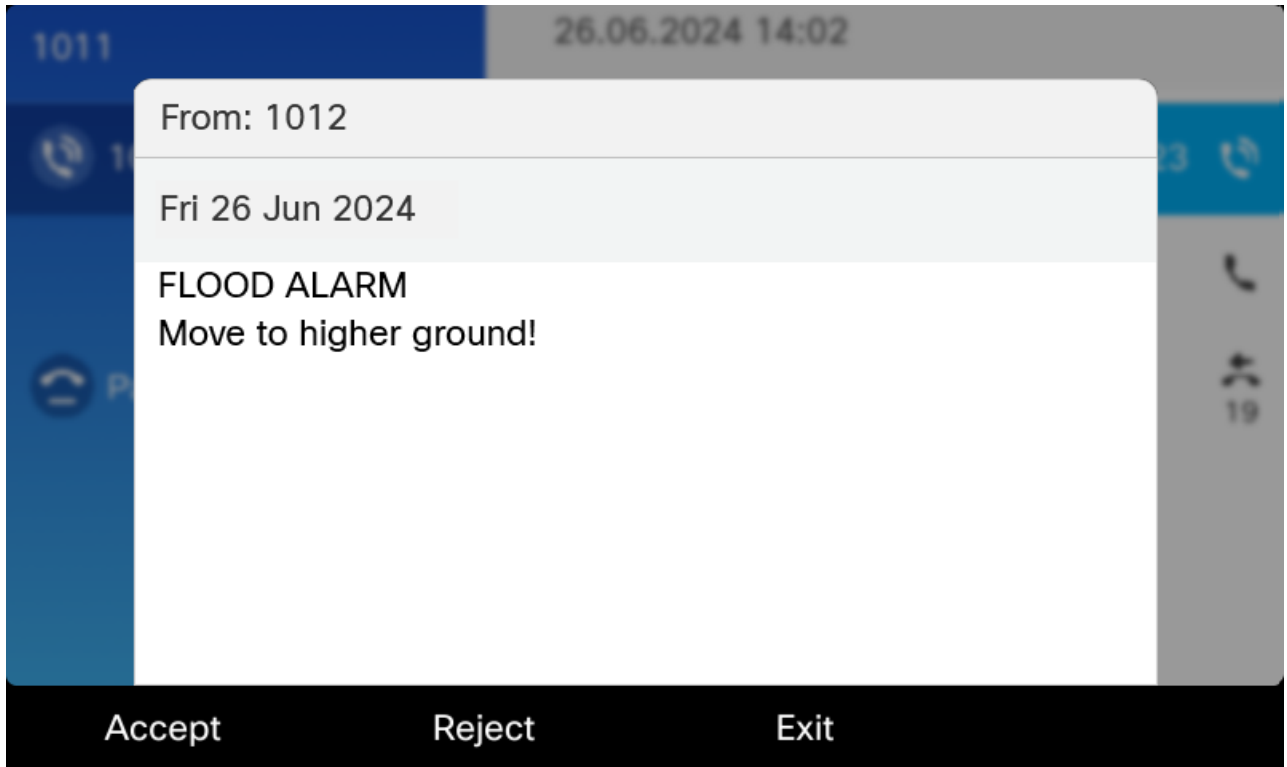 1011
26.06.2024 14:02
From: 1012
23
Fri 26 Jun 2024
FLOOD ALARM
Move to higher ground!
19
Accept Reject Exit